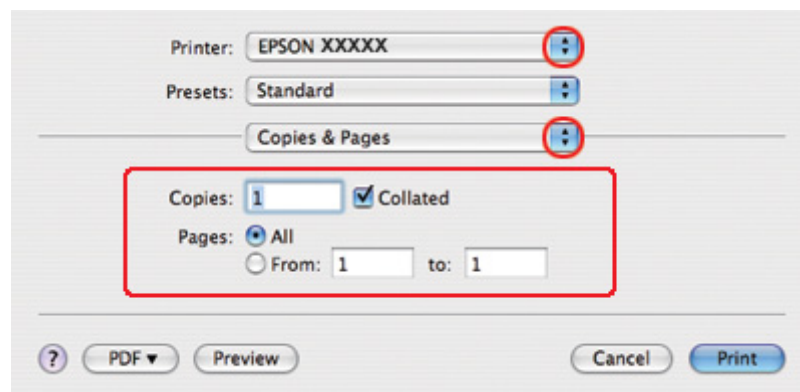 Printer: EPSON XXXXX
Presets: Standard
Copies & Pages
Copies: 1 Collated
Pages: All
From: 1 to: 1
? PDF▼ Preview Cancel Print